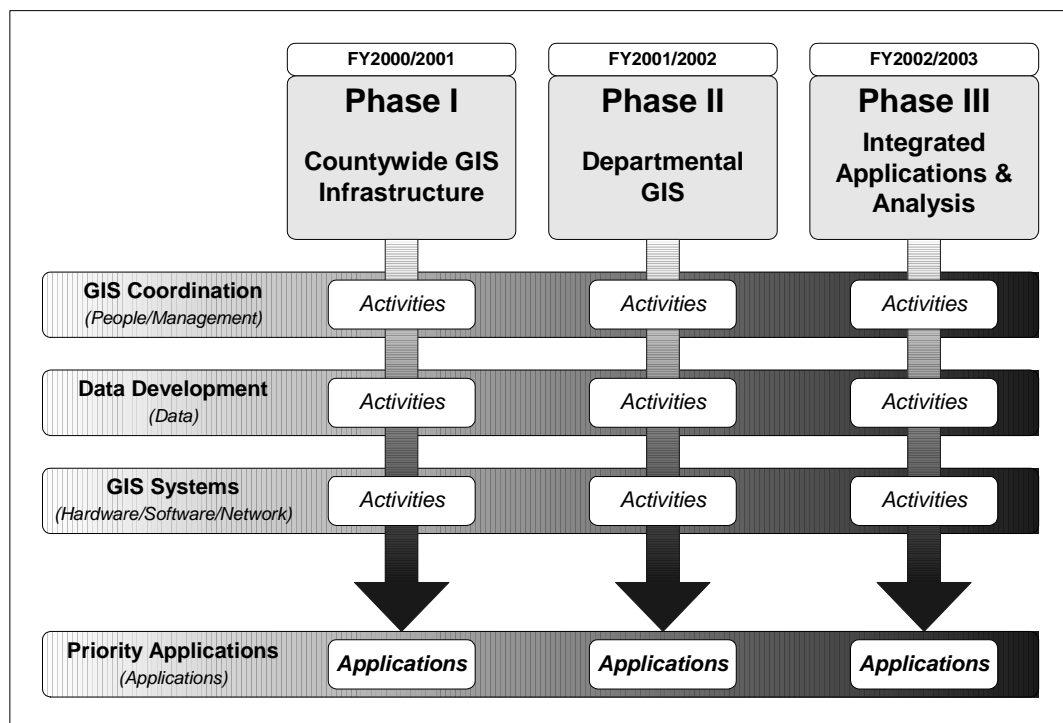 FY2000/2001
Phase I
Countywide GIS
Infrastructure
FY2001/2002
Phase II
Departmental
GIS
FY2002/2003
Phase III
Integrated
Applications &
Analysis
GIS Coordination
(People/Management)
Activities
Activities
Activities
Data Development
(Data)
Activities
Activities
Activities
GIS Systems
(Hardware/Software/Network)
Activities
Activities
Activities
Priority Applications
(Applications)
Applications
Applications
Applications